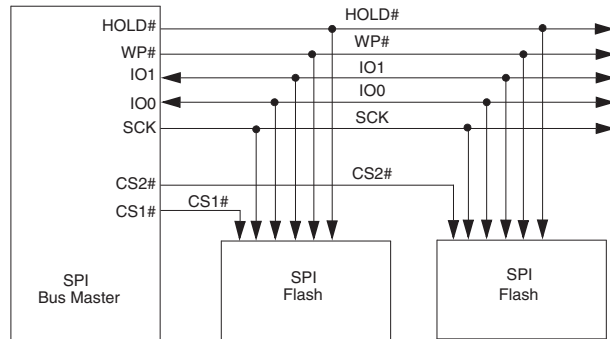 HOLD#
HOLD#
WP#
WP#
IO1
IO1
IO0
IO0
SCK
SCK
CS2#
CS2#
CS1#
CS1#
SPI
Bus Master
SPI
Flash
SPI
Flash